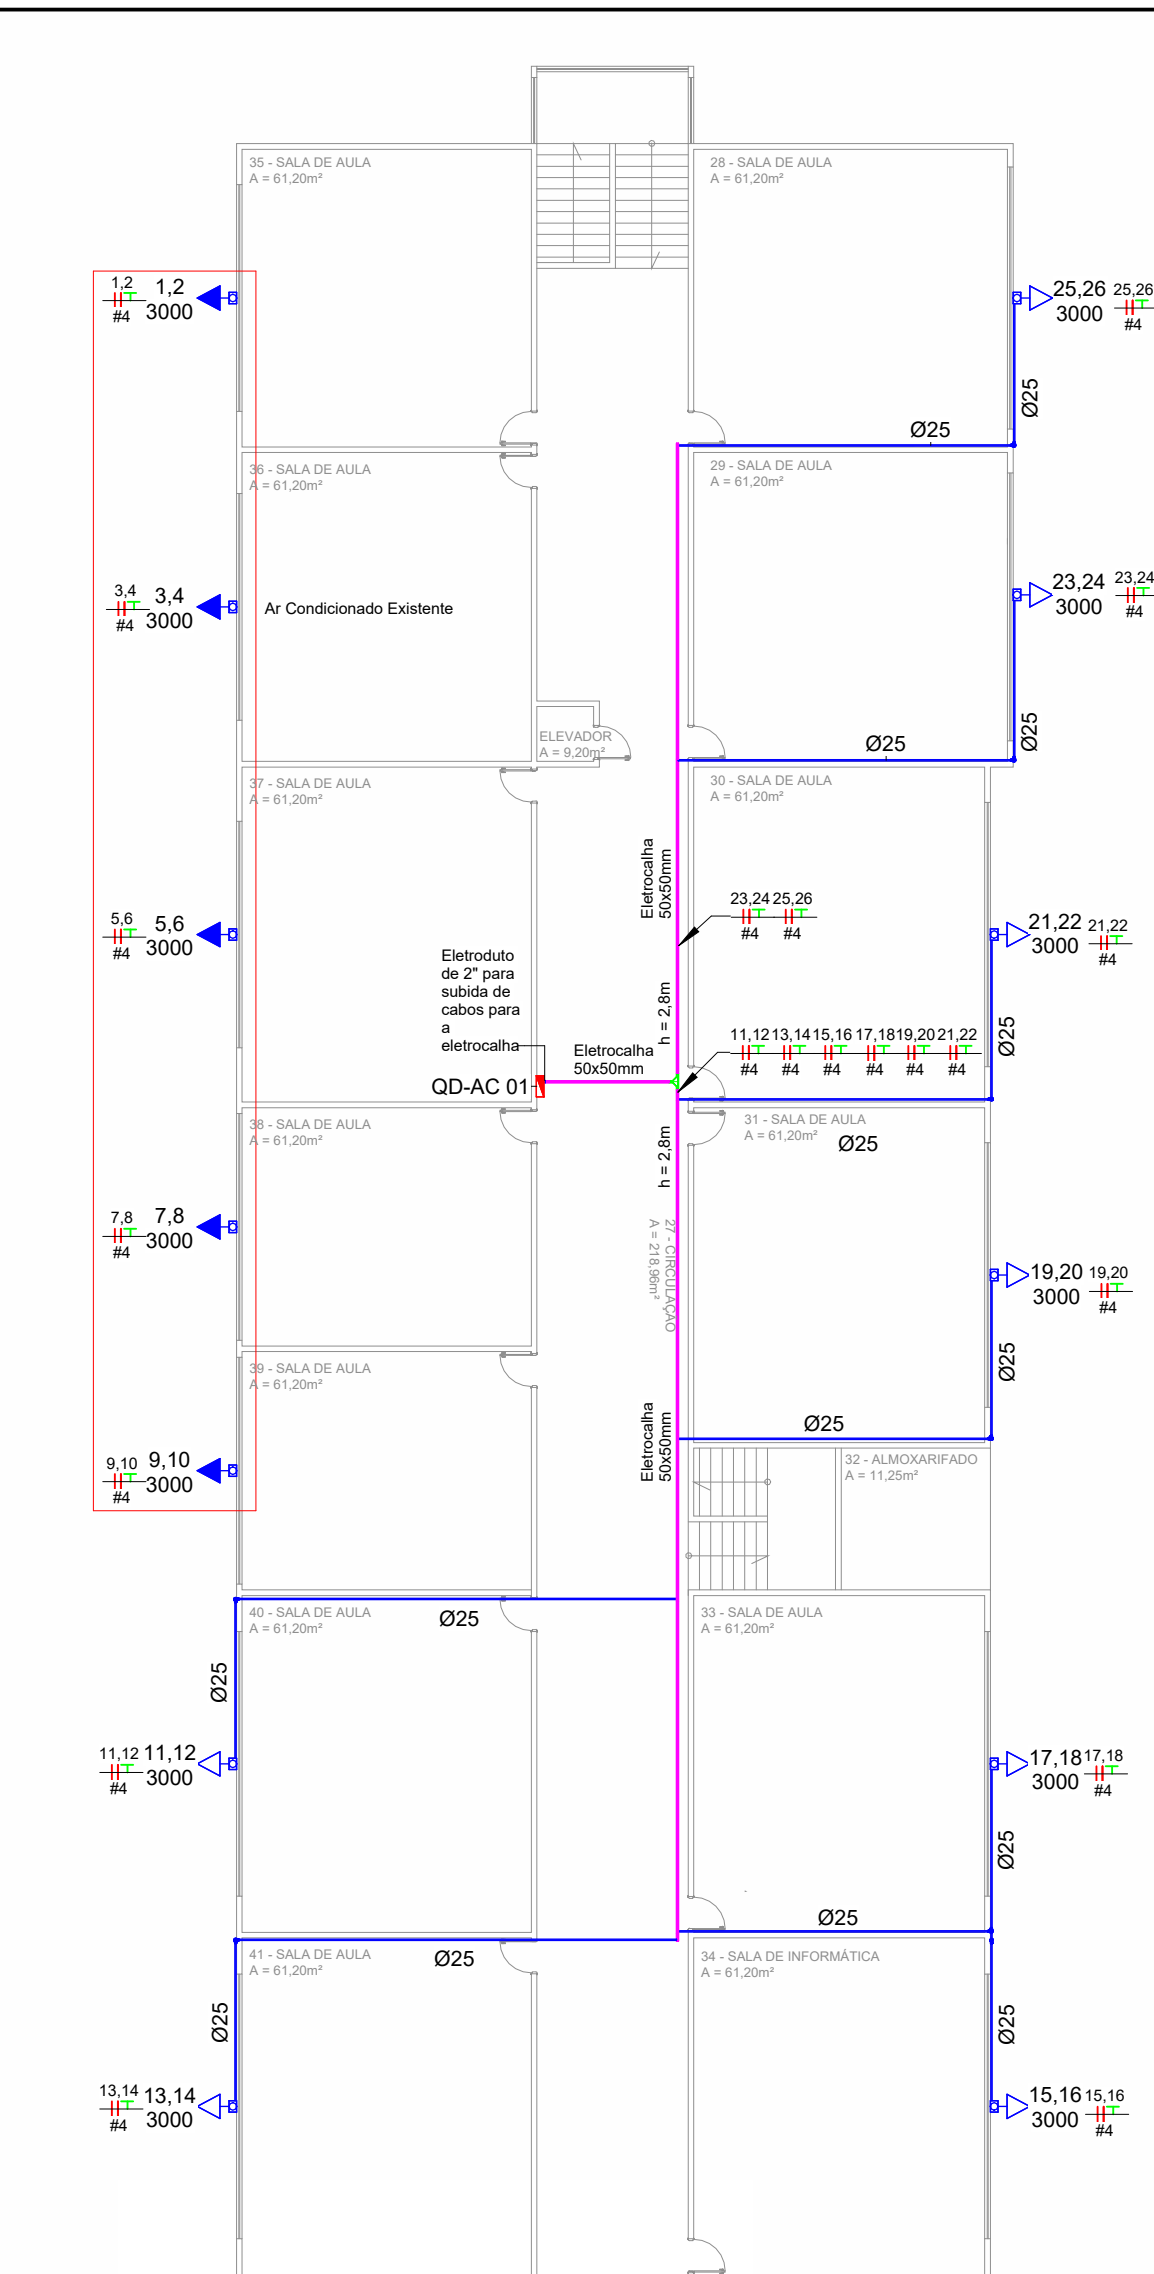 35 - SALA DE AULA
A = 61,20m²
28 - SALA DE AULA
A = 61,20m²
1,2
#4
1,2
3000
25,26
3000
25,26
#4
Ø25
Ø25
36 - SALA DE AULA
A = 61,20m²
29 - SALA DE AULA
A = 61,20m²
3,4
#4
3,4
3000
Ar Condicionado Existente
23,24
3000
23,24
#4
Ø25
Ø25
ELEVADOR
A = 9,20m²
37 - SALA DE AULA
A = 61,20m²
30 - SALA DE AULA
A = 61,20m²
Eletrocalha
50x50mm
23,24 25,26
#4 #4
5,6
#4
5,6
3000
21,22
3000
21,22
#4
Eletroduto
de 2" para
subida de
cabos para
a
eletrocalha
h = 2,8m
Ø25
11,12 13,14 15,16 17,18 19,20 21,22
#4 #4 #4 #4 #4 #4
Eletrocalha
50x50mm
QD-AC 01
38 - SALA DE AULA
A = 61,20m²
31 - SALA DE AULA
A = 61,20m²
Ø25
h = 2,8m
7,8
#4
7,8
3000
27 - CIRCULAÇÃO
A = 218,96m²
19,20
3000
19,20
#4
Ø25
39 - SALA DE AULA
A = 61,20m²
Ø25
Eletrocalha
50x50mm
9,10
#4
9,10
3000
32 - ALMOXARIFADO
A = 11,25m²
40 - SALA DE AULA
A = 61,20m²
Ø25
33 - SALA DE AULA
A = 61,20m²
Ø25
11,12
#4
11,12
3000
17,18
3000
17,18
#4
Ø25
Ø25
41 - SALA DE AULA
A = 61,20m²
Ø25
34 - SALA DE INFORMÁTICA
A = 61,20m²
Ø25
Ø25
13,14
#4
13,14
3000
15,16
3000
15,16
#4